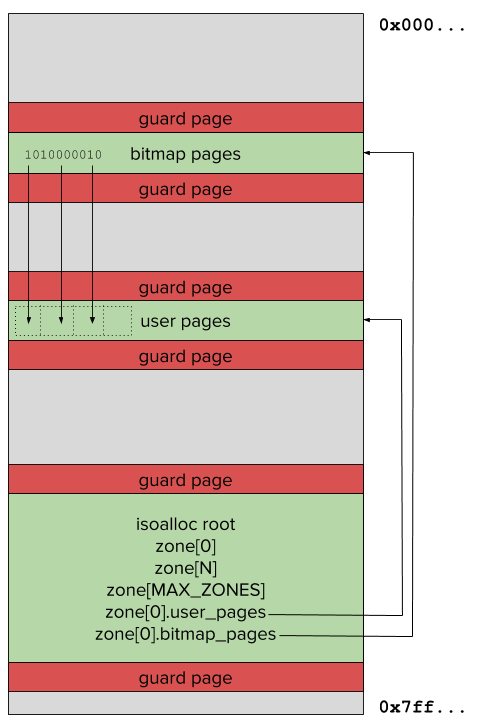 0x000...
guard page
1010000010 bitmap pages
guard page
guard page
user pages
guard page
guard page
isoalloc root
zone[0]
zone[N]
zone[MAX_ZONES]
zone[0].user_pages
zone[0].bitmap_pages
guard page
0x7ff...